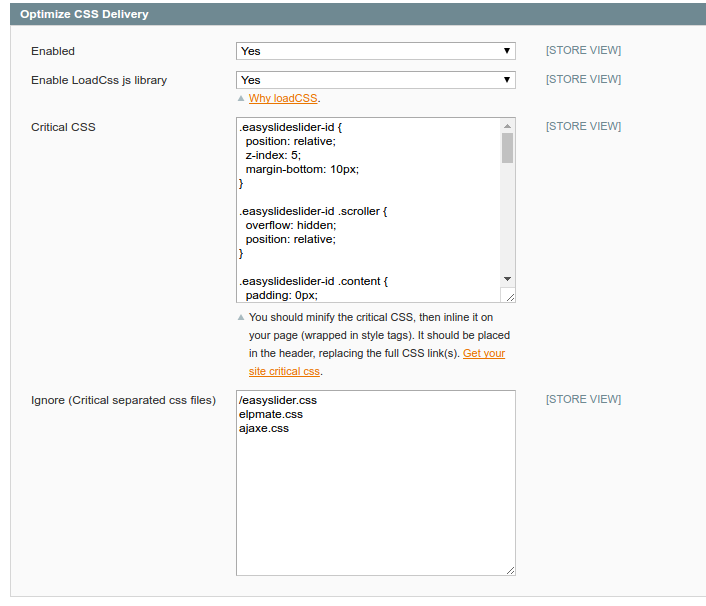 Optimize CSS Delivery
Enabled
Yes
[STORE VIEW]
Enable LoadCss js library
Yes
[STORE VIEW]
Why loadCSS.
Critical CSS
[STORE VIEW]
.easyslideslider-id {
  position: relative;
  z-index: 5;
  margin-bottom: 10px;
}
.easyslideslider-id .scroller {
  overflow: hidden;
  position: relative;
}
.easyslideslider-id .content {
  padding: 0px;
You should minify the critical CSS, then inline it on
your page (wrapped in style tags). It should be placed
in the header, replacing the full CSS link(s). Get your
site critical css.
Ignore (Critical separated css files)
[STORE VIEW]
/easyslider.css
elpmate.css
ajaxe.css